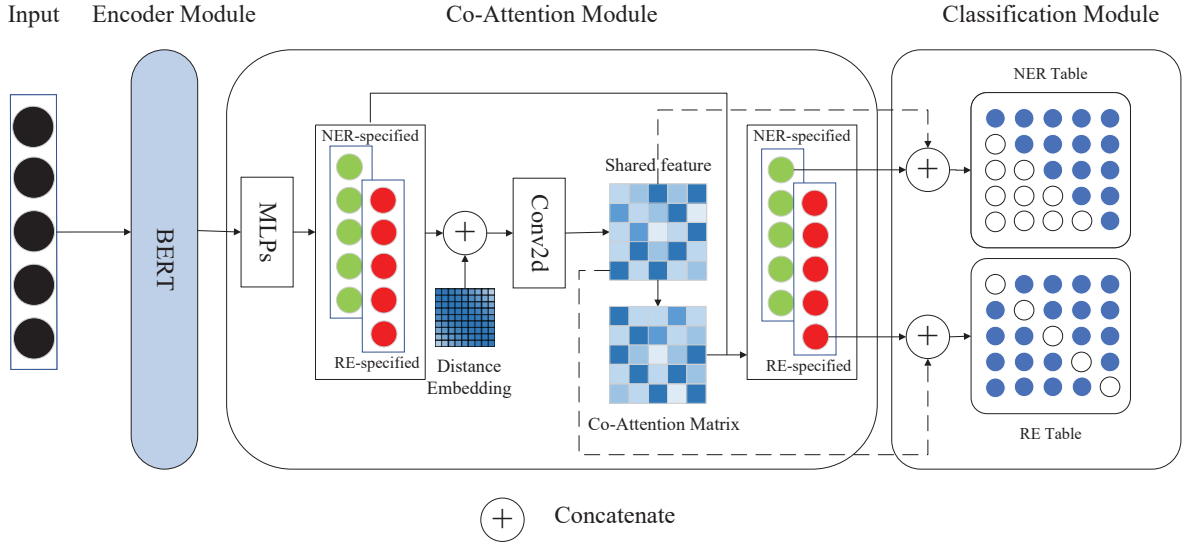 Input
Encoder Module
Co-Attention Module
Classification Module
BERT
MLPs
NER-specified
RE-specified
Distance
Embedding
Conv2d
Shared feature
Co-Attention Matrix
NER-specified
RE-specified
NER Table
RE Table
Concatenate